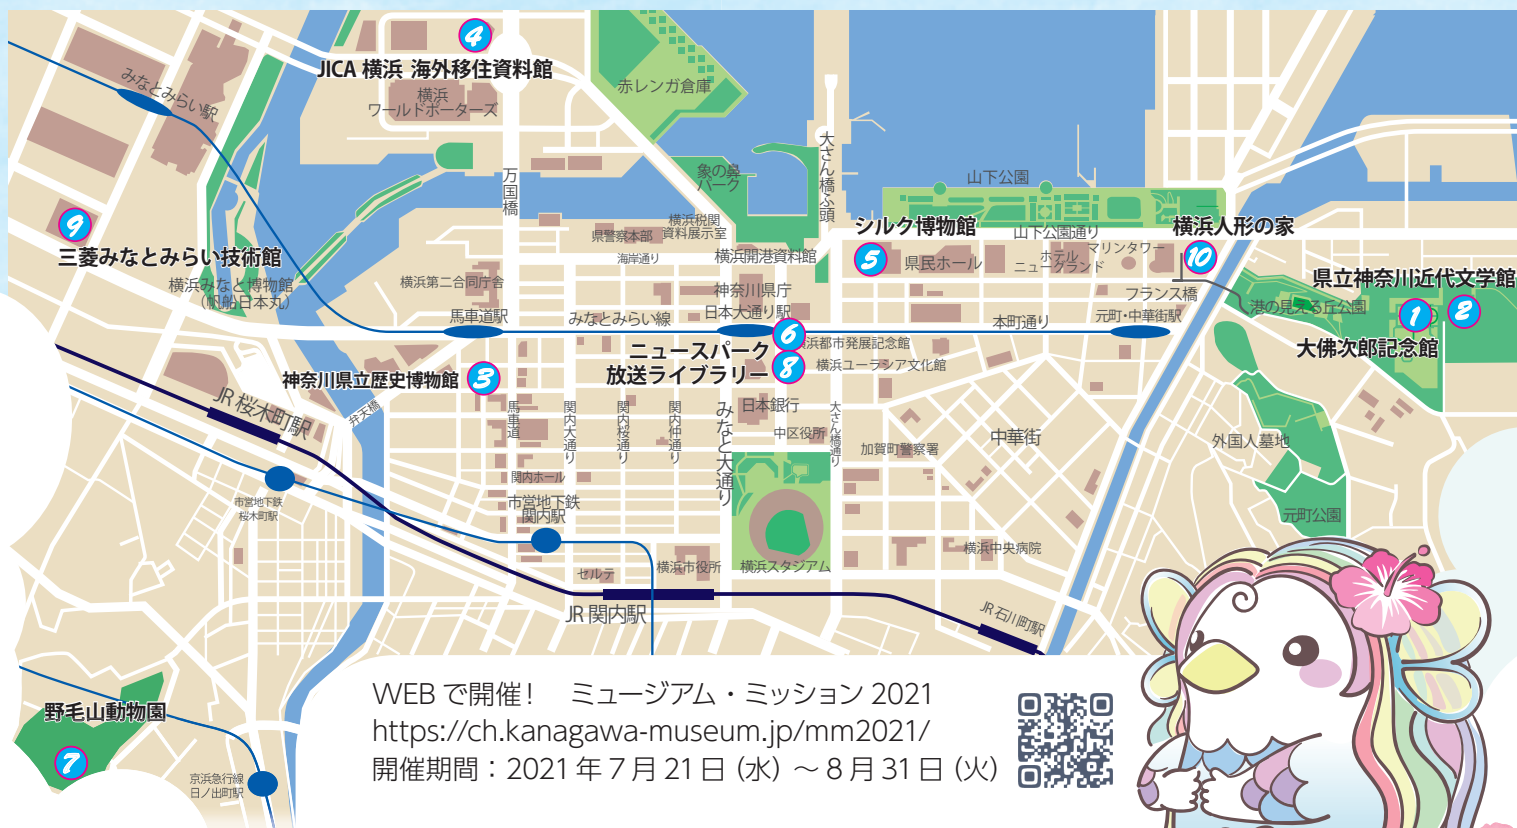 4
JICA 横浜 海外移住資料館
横浜
ワールドポーターズ
赤レンガ倉庫
みなとみらい駅
万国橋
大さん橋ふ頭
象の鼻
パーク
山下公園
9
三菱みなとみらい技術館
横浜みなと博物館
(帆船日本丸)
横浜税関
資料展示室
県警察本部
海岸通り
横浜開港資料館
横浜第二合同庁舎
シルク博物館
5
県民ホール
山下公園通り
マリンタワー
ホテル
ニューグランド
横浜人形の家
10
フランス橋
県立神奈川近代文学館
港の見える丘公園
1
2
大佛次郎記念館
神奈川県庁
日本大通り駅
馬車道駅
みなとみらい線
本町通り
元町・中華街駅
6
浜都市発展記念館
ニュースパーク
放送ライブラリー
8
横浜ユーラシア文化館
神奈川県立歴史博物館
3
弁天橋
JR 桜木町駅
馬車道
関内大通り
関内桜通り
関内仲通り
みなと大通り
日本銀行
中区役所
大さん橋通り
加賀町警察署
中華街
外国人墓地
元町公園
関内ホール
市営地下鉄
関内駅
市営地下鉄
桜木町駅
セルテ
横浜市役所
横浜スタジアム
横浜中央病院
JR 関内駅
JR 石川町駅
野毛山動物園
7
京浜急行線
日ノ出町駅
WEB で開催! ミュージアム・ミッション 2021
https://ch.kanagawa-museum.jp/mm2021/
開催期間：2021 年 7 月 21 日 (水) ～ 8 月 31 日 (火)